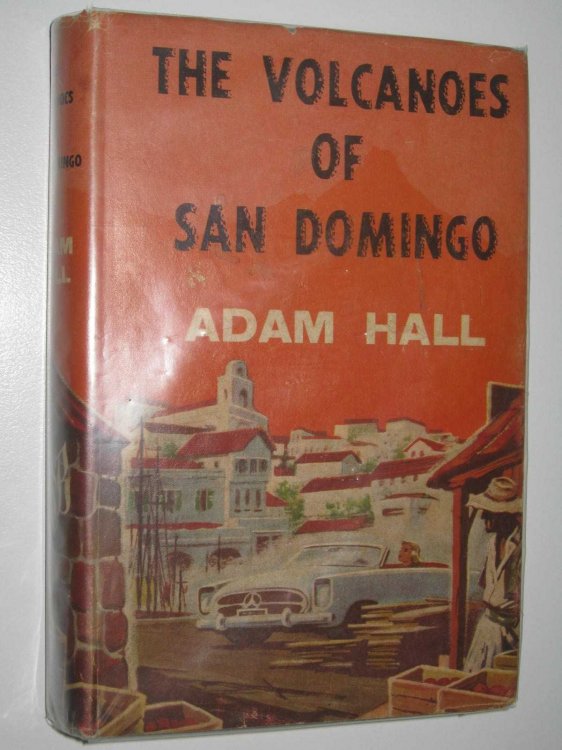 THE VOLCANOES
OF
SAN DOMINGO
ADAM HALL